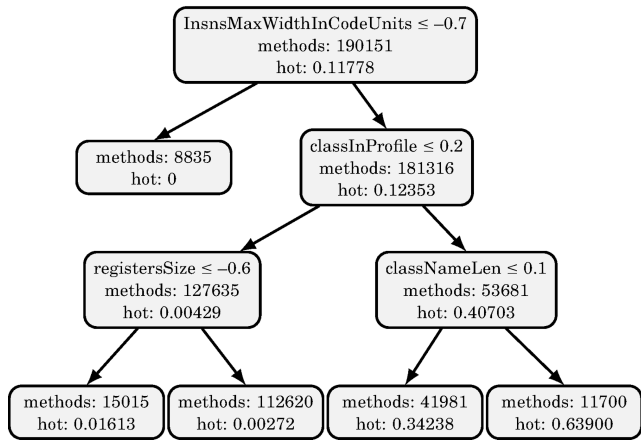 InsnsMaxWidthInCodeUnits ≤ –0.7
methods: 190151
hot: 0.11778
methods: 8835
hot: 0
classInProfile ≤ 0.2
methods: 181316
hot: 0.12353
registersSize ≤ –0.6
methods: 127635
hot: 0.00429
classNameLen ≤ 0.1
methods: 53681
hot: 0.40703
methods: 15015
hot: 0.01613
methods: 112620
hot: 0.00272
methods: 41981
hot: 0.34238
methods: 11700
hot: 0.63900